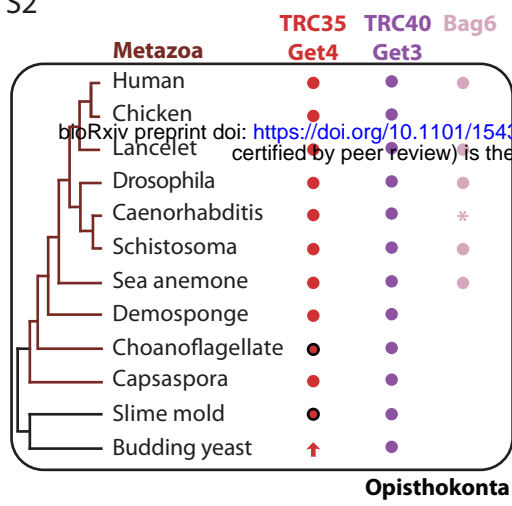 S2
TRC35 TRC40 Bag6
Metazoa Get4 Get3
Human
Chicken
bioRxiv preprint doi: https://doi.org/10.1101/1543
Lancelet certified by peer review) is the
Drosophila
Caenorhabditis *
Schistosoma
Sea anemone
Demosponge
Choanoflagellate
Capsaspora
Slime mold
Budding yeast
Opisthokonta